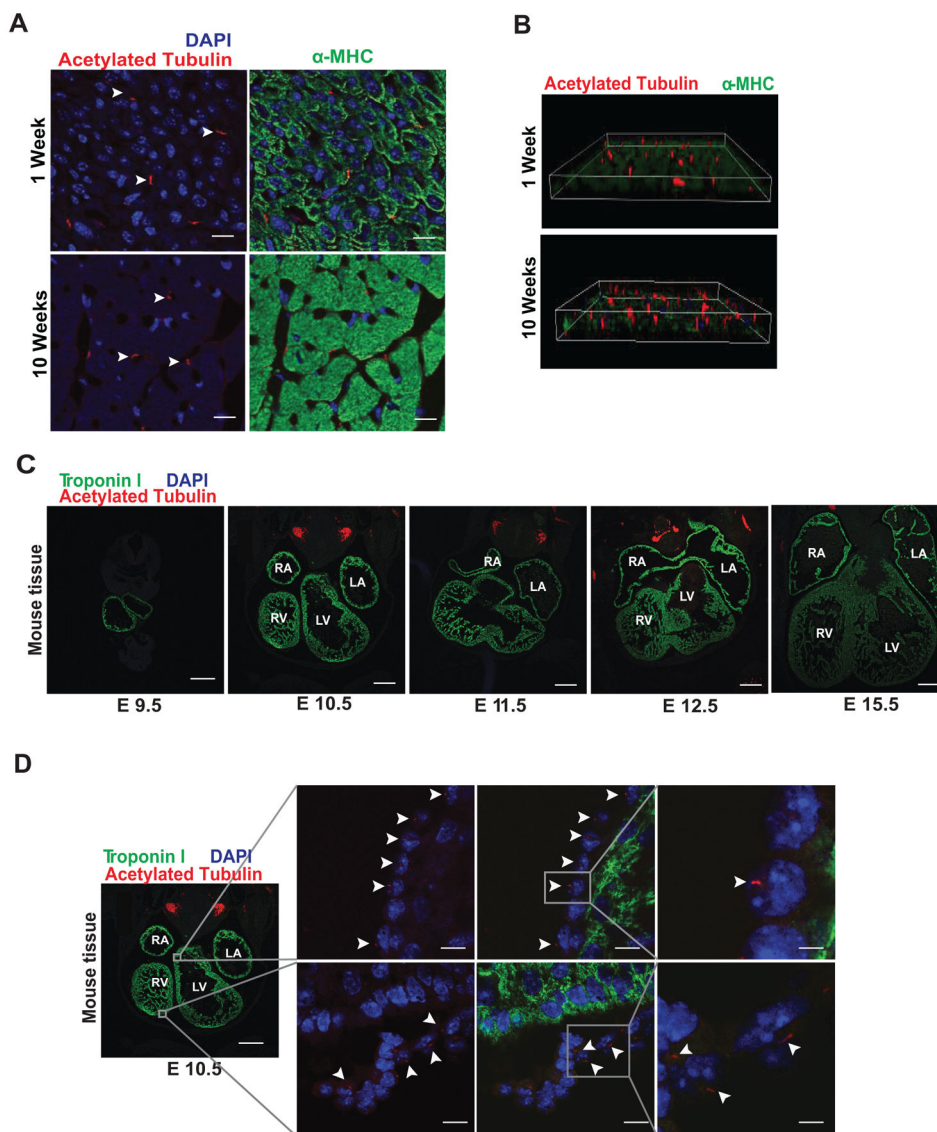 A
DAPI
Acetylated Tubulin
α-MHC
1 Week
10 Weeks
B
Acetylated Tubulin α-MHC
1 Week
10 Weeks
C
Troponin I DAPI
Acetylated Tubulin
Mouse tissue
RA
LA
RV
LV
RA
LA
RA
LA
LV
RV
RA
LA
RV
LV
E 9.5
E 10.5
E 11.5
E 12.5
E 15.5
D
Troponin I DAPI
Acetylated Tubulin
Mouse tissue
RA
LA
RV
LV
E 10.5